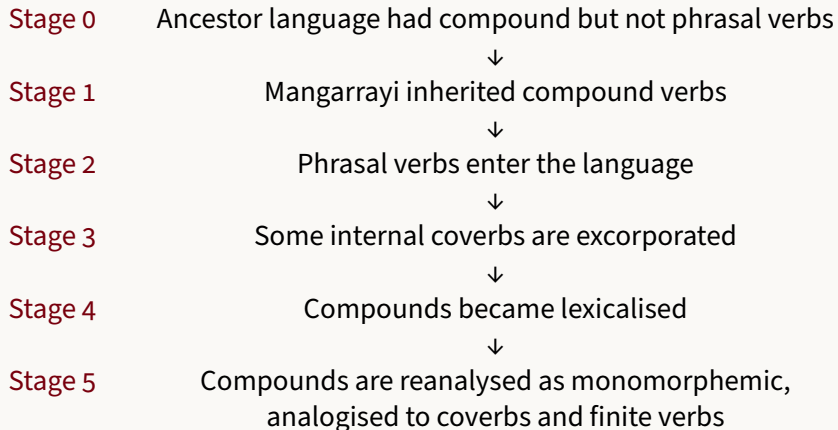 Stage 0 Ancestor language had compound but not phrasal verbs
↓
Stage 1 Mangarrayi inherited compound verbs
↓
Stage 2 Phrasal verbs enter the language
↓
Stage 3 Some internal coverbs are excorporated
↓
Stage 4 Compounds became lexicalised
↓
Stage 5 Compounds are reanalysed as monomorphemic,
analogised to coverbs and finite verbs